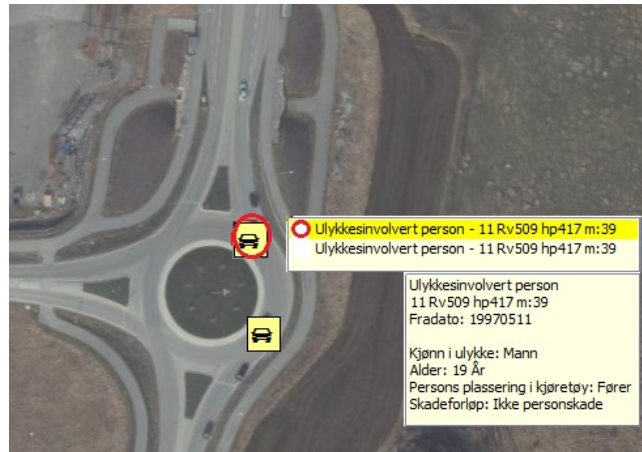 Ulykkesinvolvert person - 11 Rv509 hp417 m:39
Ulykkesinvolvert person - 11 Rv509 hp417 m:39
Ulykkesinvolvert person
11 Rv509 hp417 m:39
Fradato: 19970511
Kjønn i ulykke: Mann
Alder: 19 År
Persons plassering i kjøretøy: Fører
Skadeforløp: Ikke personskade